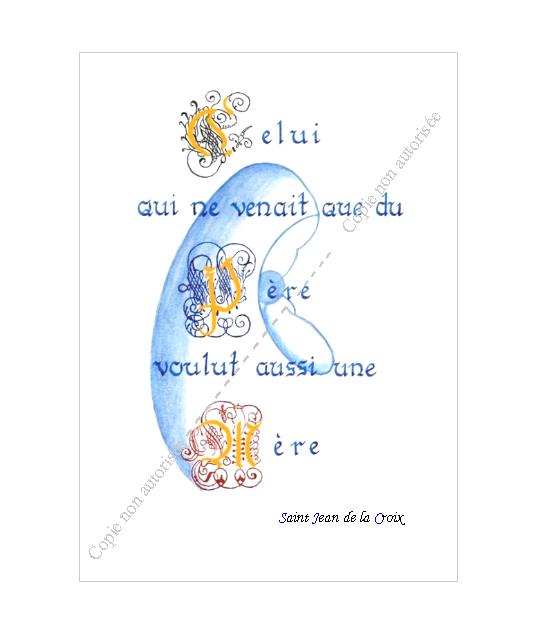 Celui
qui ne venait que du
Père
voulut aussi une
Mère
Saint Jean de la Croix
Copie non autorisée
Copie non autorisée